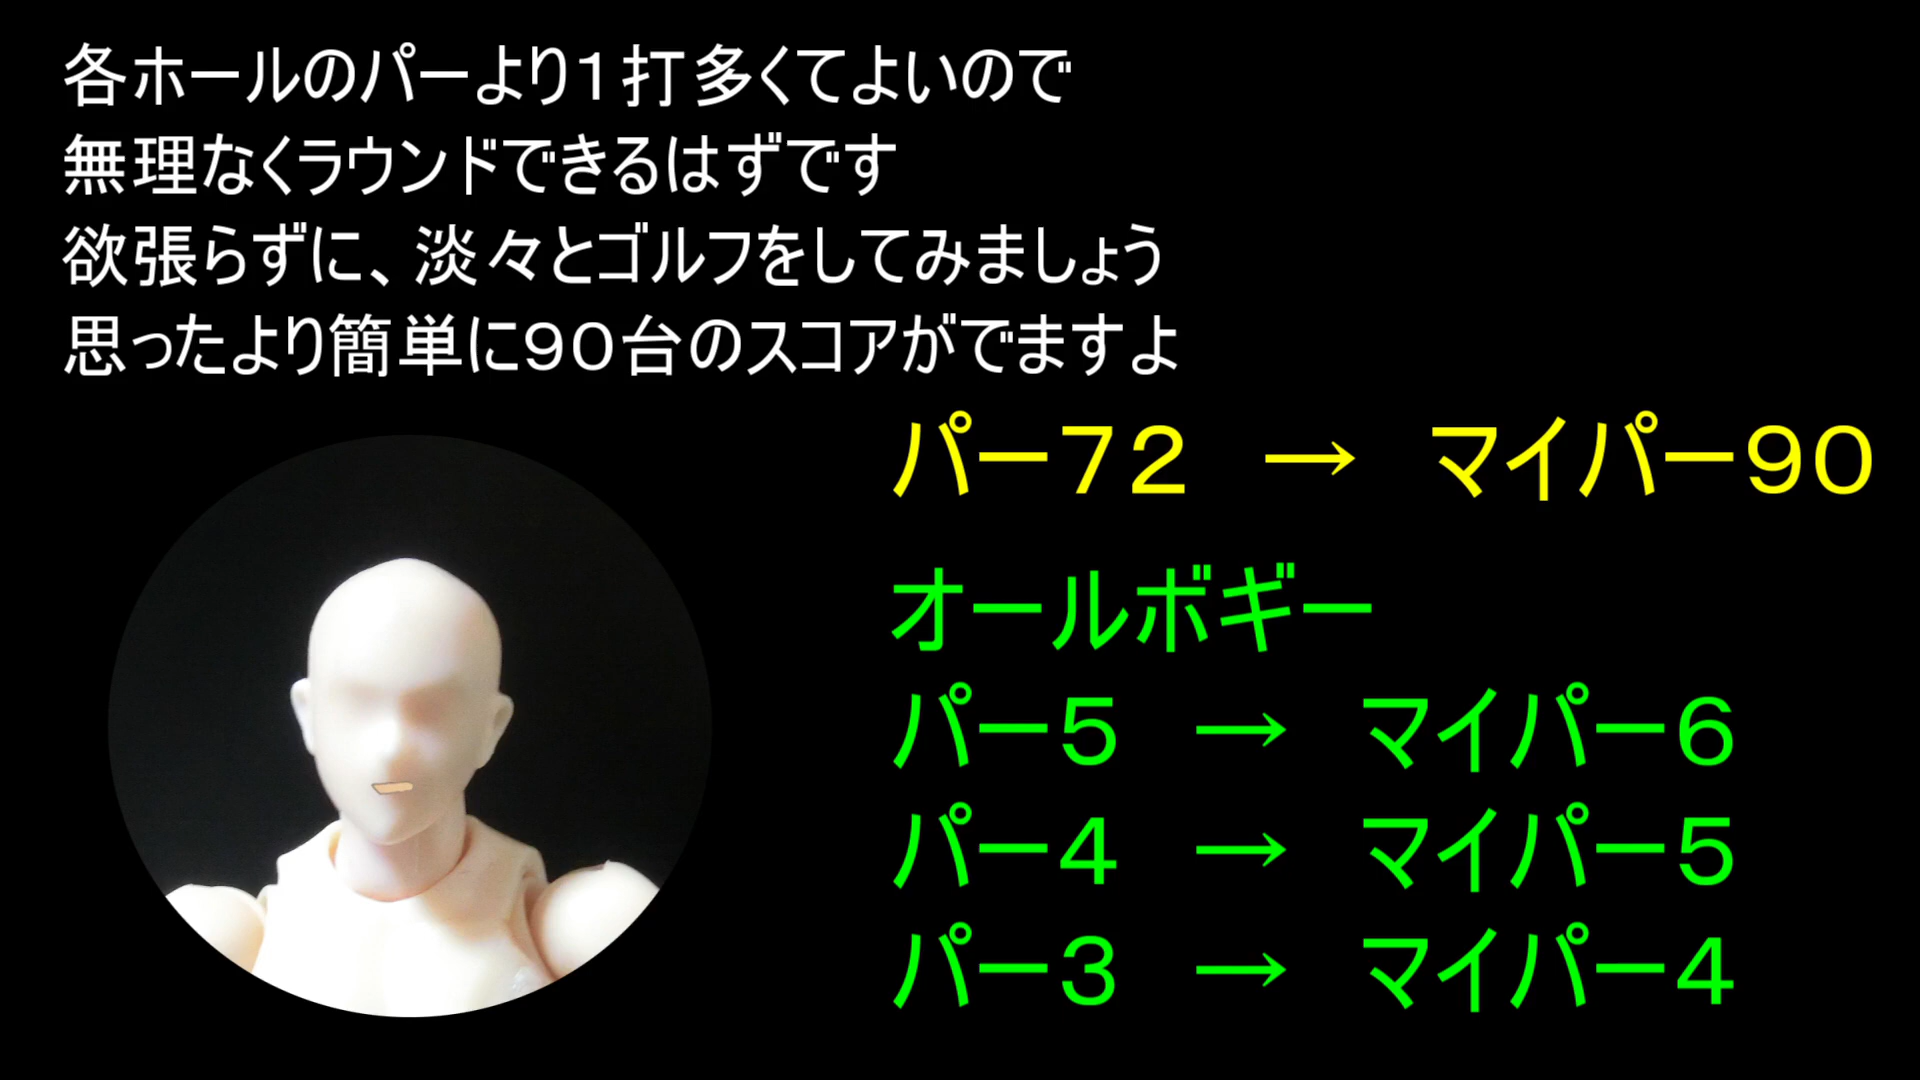 各ホールのパーより1打多くてよいので
無理なくラウンドできるはずです
欲張らずに、淡々とゴルフをしてみましょう
思ったより簡単に90台のスコアがでますよ
パー72 → マイパー90
オールボギー
パー5 → マイパー6
パー4 → マイパー5
パー3 → マイパー4